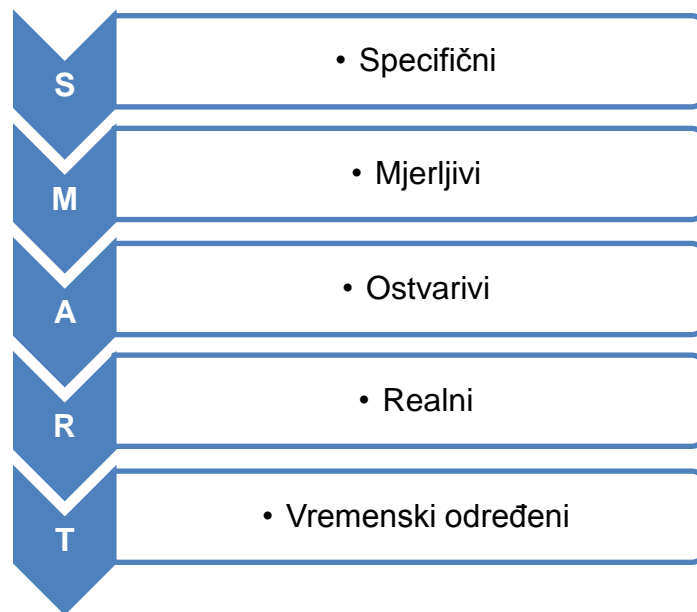 S
• Specifični
M
• Mjerljivi
A
• Ostvarivi
R
• Realni
T
• Vremenski određeni